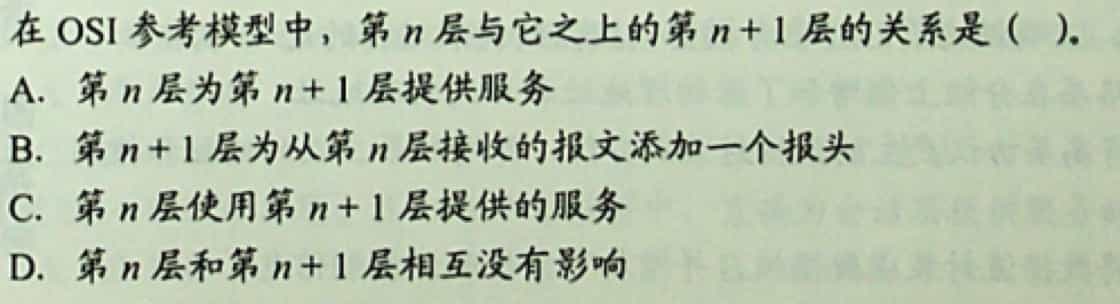 在 OSI 参考模型中，第 n 层与它之上的第 n + 1 层的关系是（ ）。
A. 第 n 层为第 n + 1 层提供服务
B. 第 n + 1 层为从第 n 层接收的报文添加一个报头
C. 第 n 层使用第 n + 1 层提供的服务
D. 第 n 层和第 n + 1 层相互没有影响